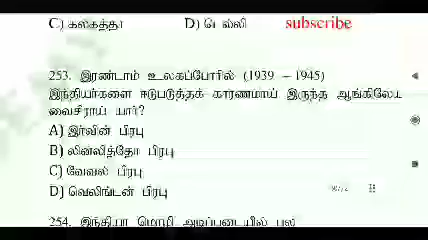 C) கல்கத்தா D) டெல்லி subscribe
253. இரண்டாம் உலகப்போரில் (1939 – 1945)
இந்தியர்களை ஈடுபடுத்தக் காரணமாய் இருந்த ஆங்கிலேய
வைசிராய் யார்?
A) இர்வின் பிரபு
B) லின்லித்தோ பிரபு
C) வேவல் பிரபு
D) வெலிங்டன் பிரபு
254. இந்தியா மொழி அடிப்படையில் பல